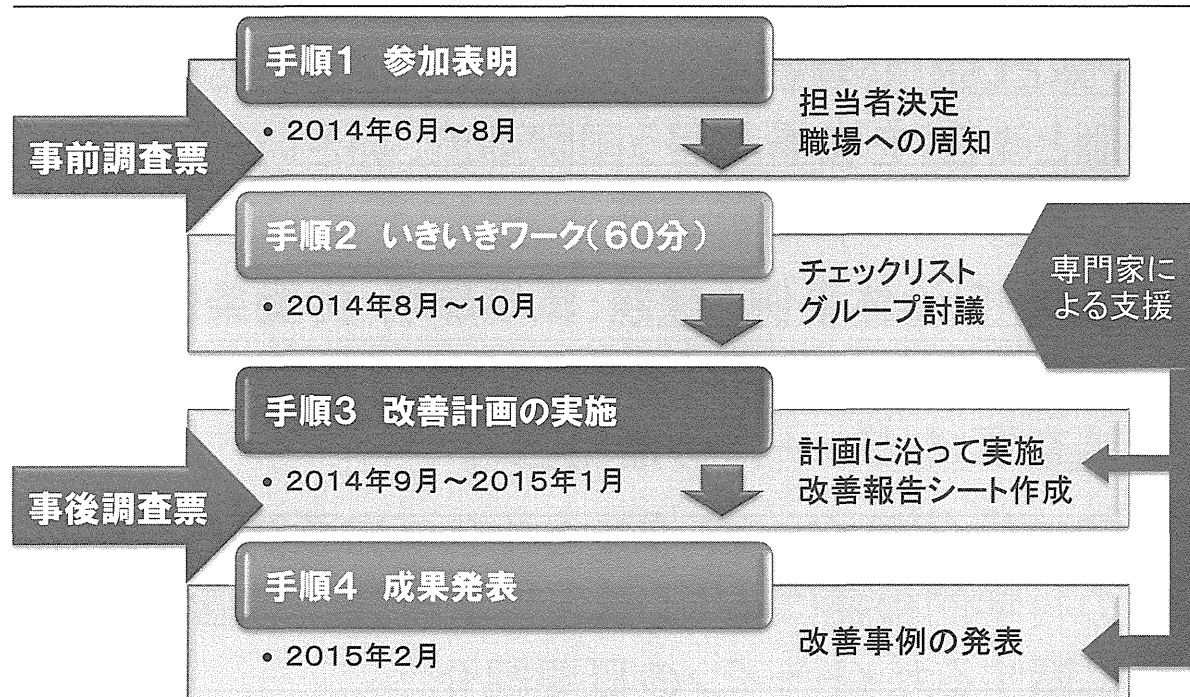 手順1 参加表明
• 2014年6月～8月
担当者決定
職場への周知
事前調査票
手順2 いきいきワーク(60分)
• 2014年8月～10月
チェックリスト
グループ討議
専門家に
よる支援
手順3 改善計画の実施
• 2014年9月～2015年1月
計画に沿って実施
改善報告シート作成
事後調査票
手順4 成果発表
• 2015年2月
改善事例の発表